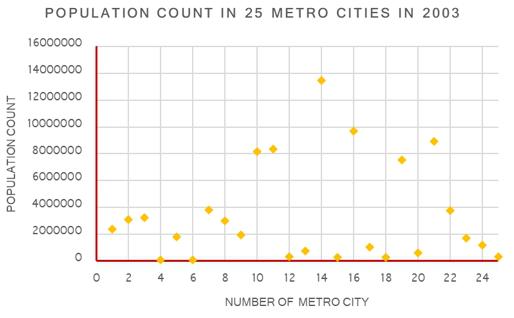 POPULATION COUNT IN 25 METRO CITIES IN 2003
16000000
14000000
12000000
10000000
8000000
6000000
4000000
2000000
0
POPULATION COUNT
0 2 4 6 8 10 12 14 16 18 20 22 24
NUMBER OF METRO CITY